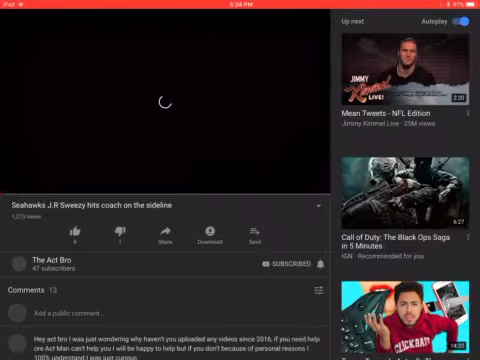 iPad
5:24 PM
91%
Up next
Autoplay
JIMMY
Kimmel
LIVE!
2:20
Mean Tweets - NFL Edition
Jimmy Kimmel Live · 25M views
6:27
Call of Duty: The Black Ops Saga
in 5 Minutes
IGN · Recommended for you
CLICKBAIT
14:32
Seahawks J.R Sweezy hits coach on the sideline
1,273 views
6
1
Share
Download
Save
The Act Bro
47 subscribers
SUBSCRIBED
Comments 13
Add a public comment...
Hey act bro I was just wondering why haven't you uploaded any videos since 2016, if you need help
ore Act Man can't help you I will be happy to help but if you don't because of personal reasons I
100% understand I was just curious